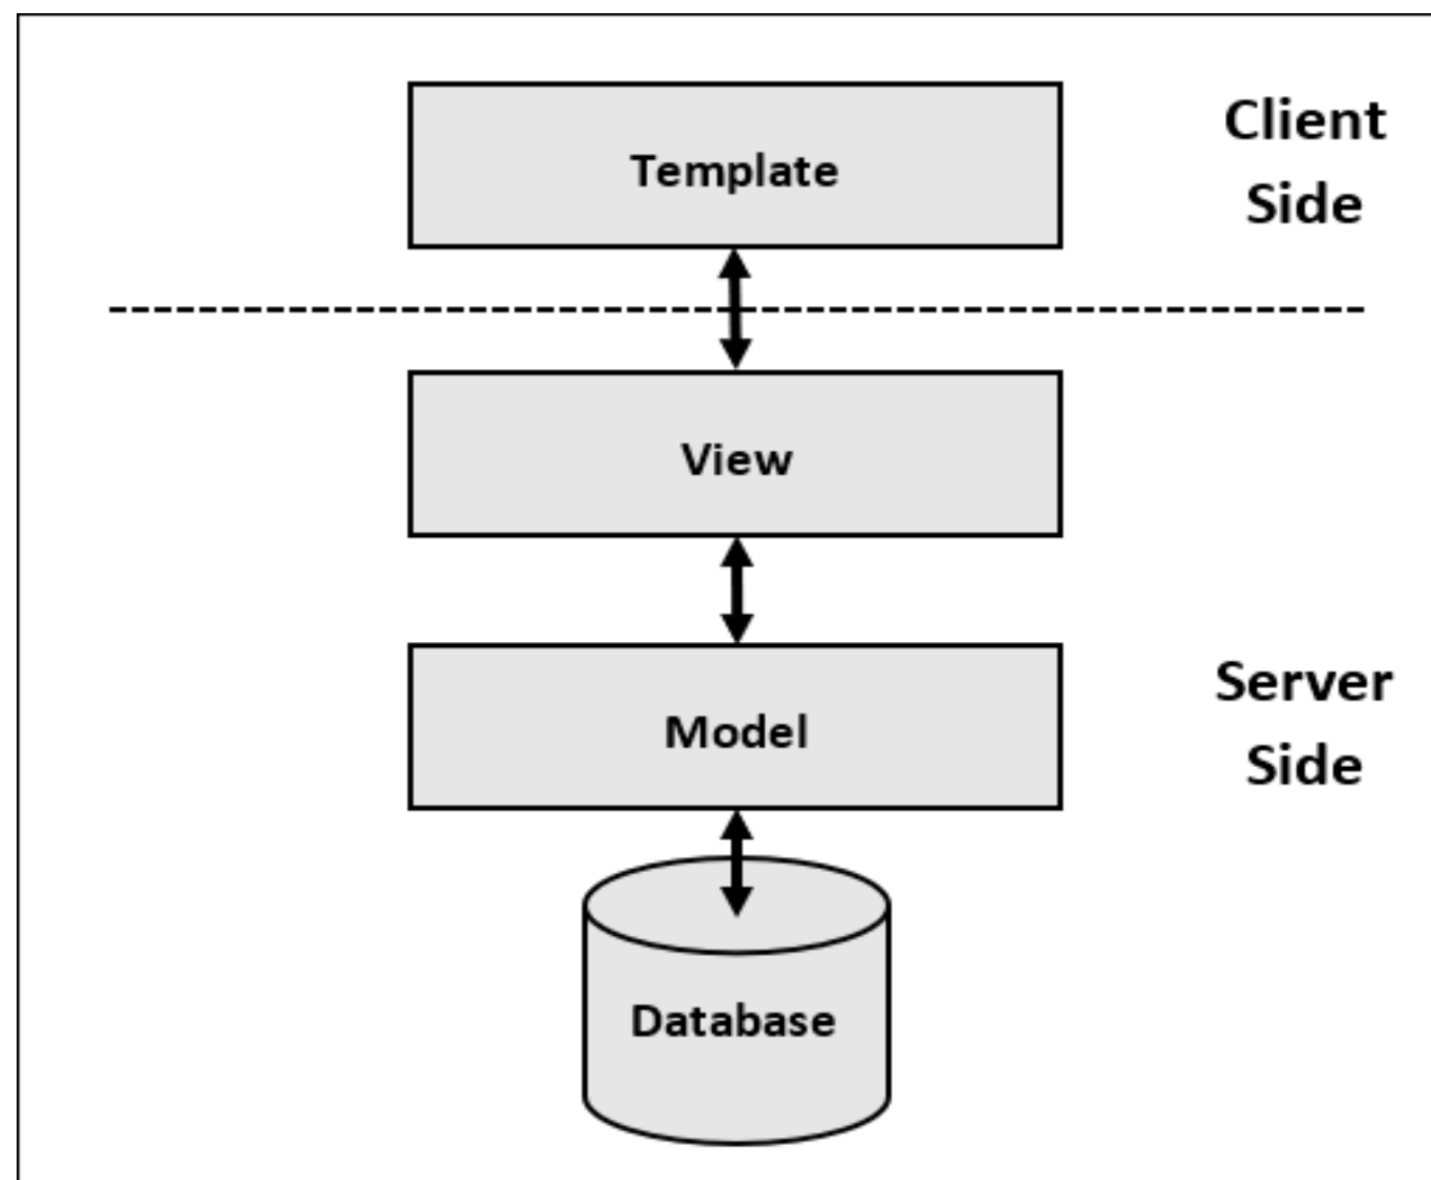 Template
Client
Side
View
Model
Server
Side
Database